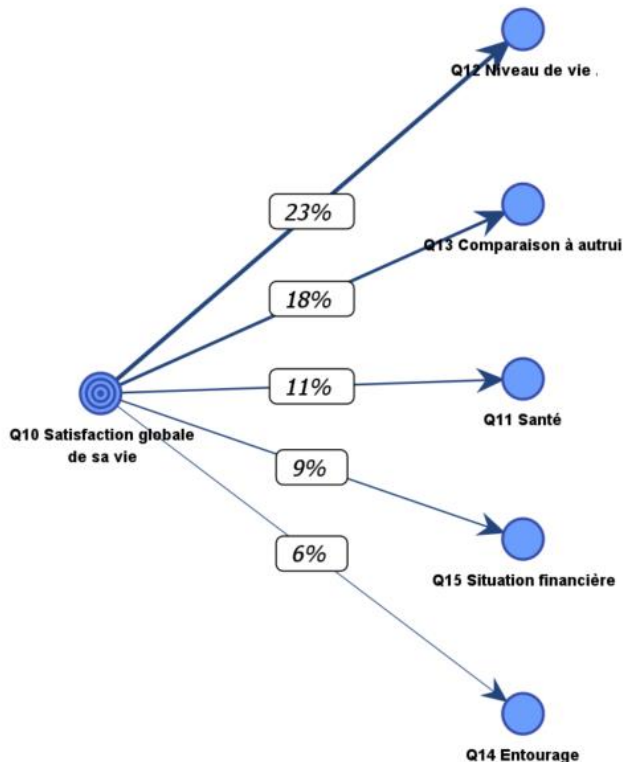 Q12 Niveau de vie .
23%
Q13 Comparaison à autrui
18%
11%
Q11 Santé
Q10 Satisfaction globale
de sa vie
9%
6%
Q15 Situation financière
Q14 Entourage